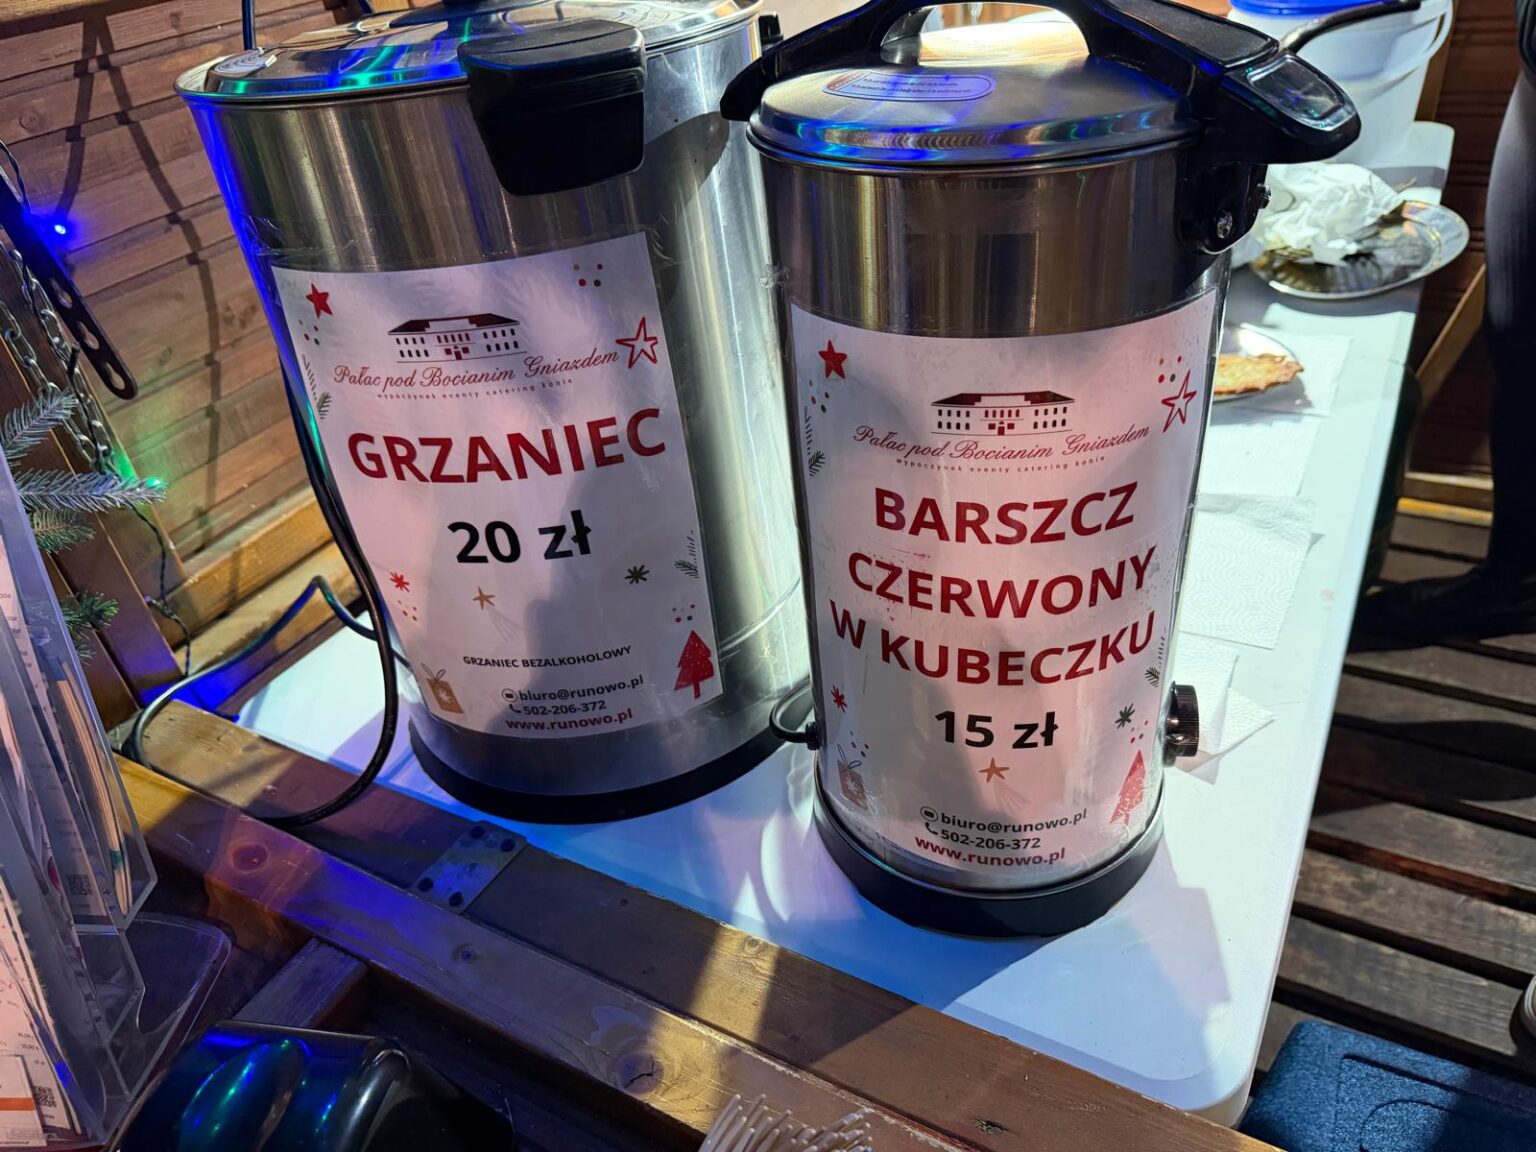 Pałac pod Bocianim Gniazdem
wypoczynek eventy catering konie
GRZANIEC
20 zł
GRZANIEC BEZALKOHOLOWY
biuro@runowo.pl
502-206-372
www.runowo.pl
Pałac pod Bocianim Gniazdem
wypoczynek eventy catering konie
BARSZCZ
CZERWONY
W KUBECZKU
15 zł
biuro@runowo.pl
502-206-372
www.runowo.pl